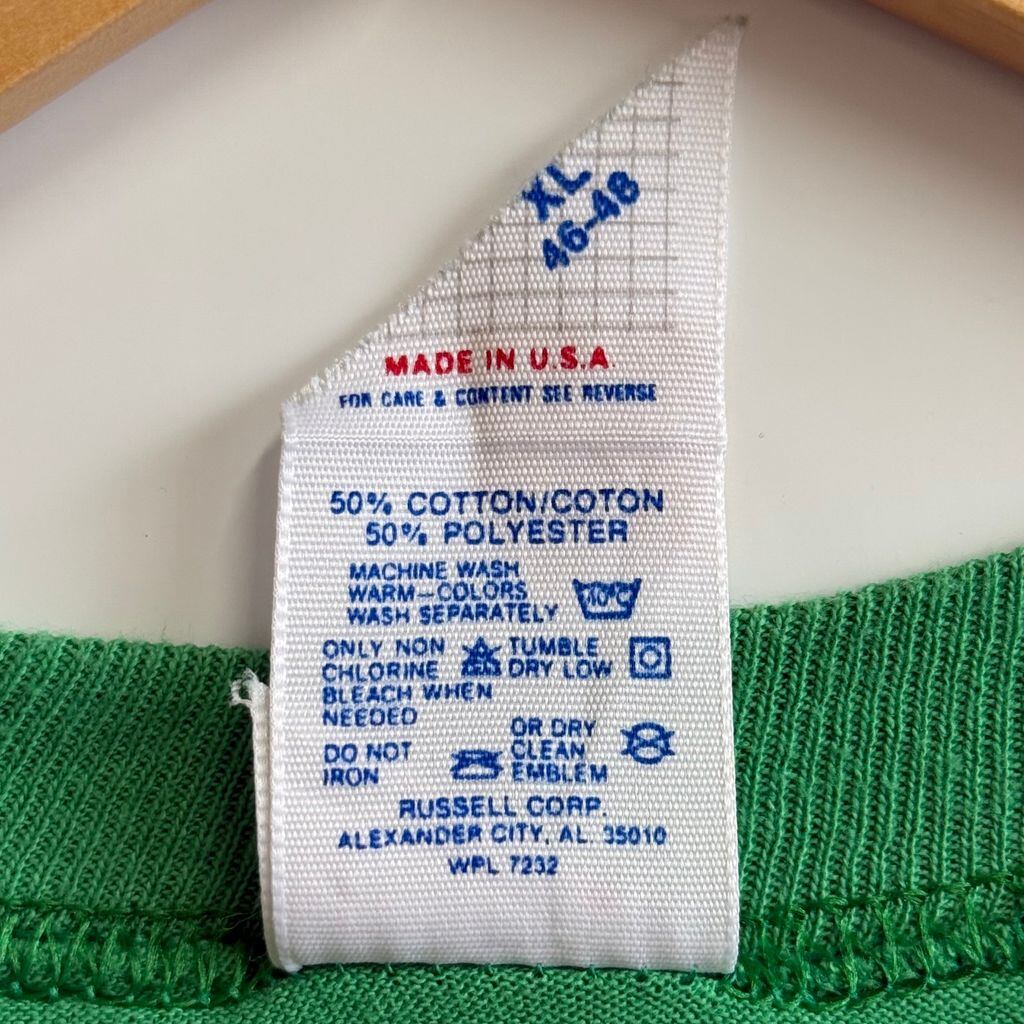 XL
46-48
MADE IN U.S.A
FOR CARE & CONTENT SEE REVERSE
50% COTTON/COTON
50% POLYESTER
MACHINE WASH
WARM-COLORS
WASH SEPARATELY
40°C
ONLY NON
CHLORINE
BLEACH WHEN
NEEDED
TUMBLE
DRY LOW
DO NOT
IRON
OR DRY
CLEAN
EMBLEM
RUSSELL CORP.
ALEXANDER CITY, AL. 35010
WPL 7232